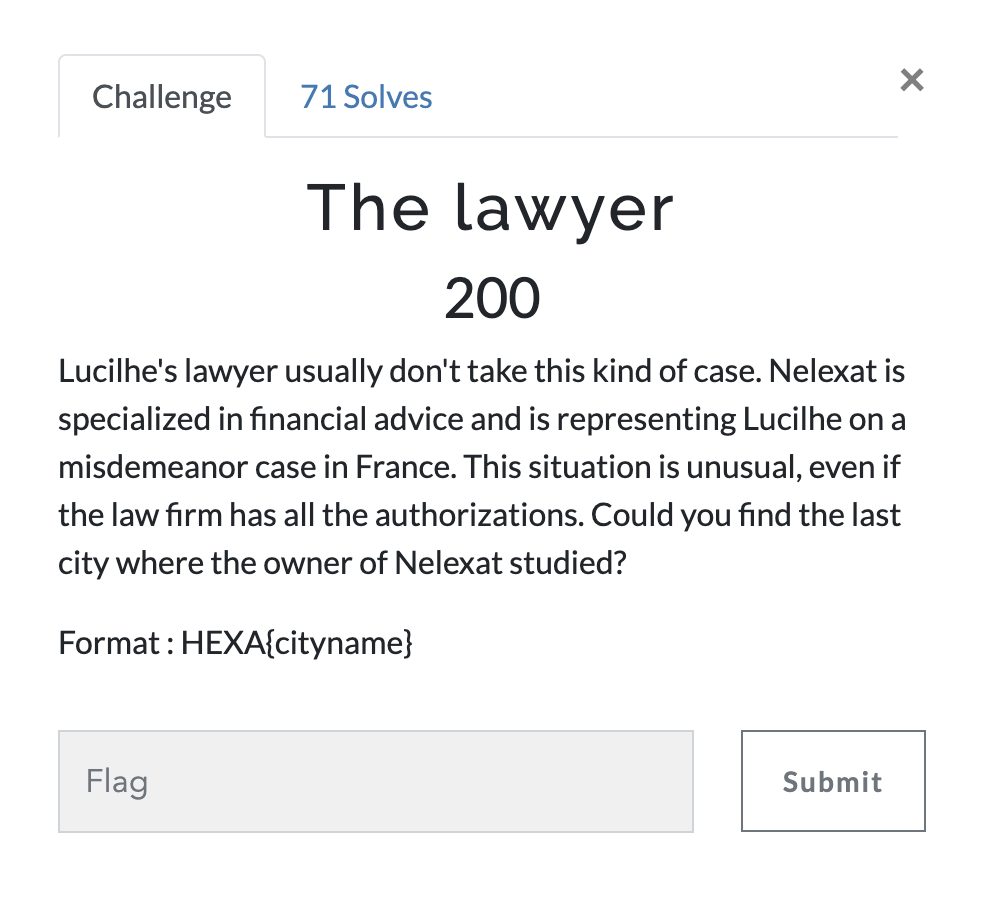 Challenge
71 Solves
×
The lawyer
200
Lucilhe's lawyer usually don't take this kind of case. Nelexat is
specialized in financial advice and is representing Lucilhe on a
misdemeanor case in France. This situation is unusual, even if
the law firm has all the authorizations. Could you find the last
city where the owner of Nelexat studied?
Format : HEXA{cityname}
Flag
Submit